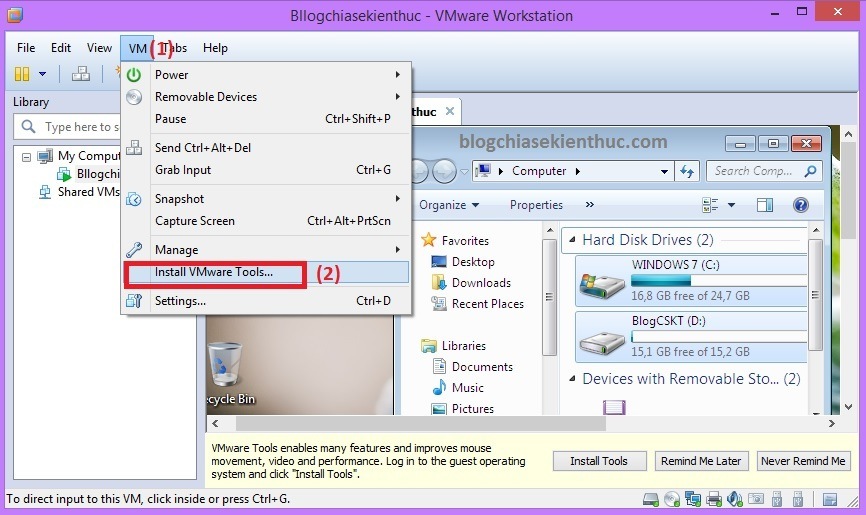 Bllogchiasekienthuc - VMware Workstation
File Edit View VM (1) Tabs Help
Library
Type here to se
My Compu
Bllogchi
Shared VMs
Power
Removable Devices
Pause Ctrl+Shift+P
Send Ctrl+Alt+Del
Grab Input Ctrl+G
Snapshot
Capture Screen Ctrl+Alt+PrtScn
Manage
Install VMware Tools... (2)
Settings... Ctrl+D
thuc
blogchiasekienthuc.com
Computer
Search Comp...
Organize Properties »
Favorites
Desktop
Downloads
Recent Places
Libraries
Documents
Music
Pictures
Hard Disk Drives (2)
WINDOWS 7 (C:)
16,8 GB free of 24,7 GB
BlogCSKT (D:)
15,1 GB free of 15,2 GB
Devices with Removable Sto... (2)
ecycle Bin
VMware Tools enables many features and improves mouse
movement, video and performance. Log in to the guest operating
system and click "Install Tools".
Install Tools Remind Me Later Never Remind Me
To direct input to this VM, click inside or press Ctrl+G.